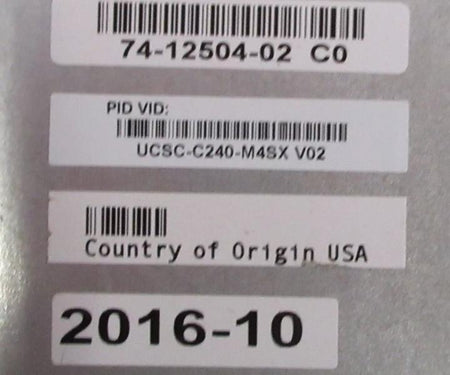 74-12504-02 C0
PID VID:
UCSC-C240-M4SX V02
Country of Origin USA
2016-10